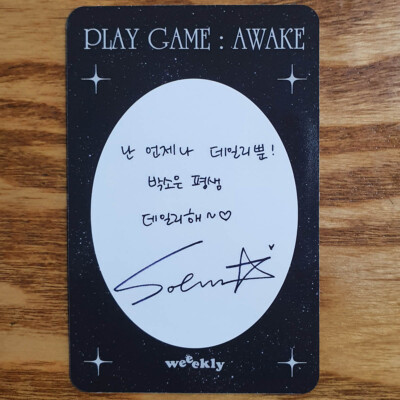 PLAY GAME : AWAKE
난 언제나 데일리뿐!
박소은 평생
데일리해~♡
Soeun☆
weeekly